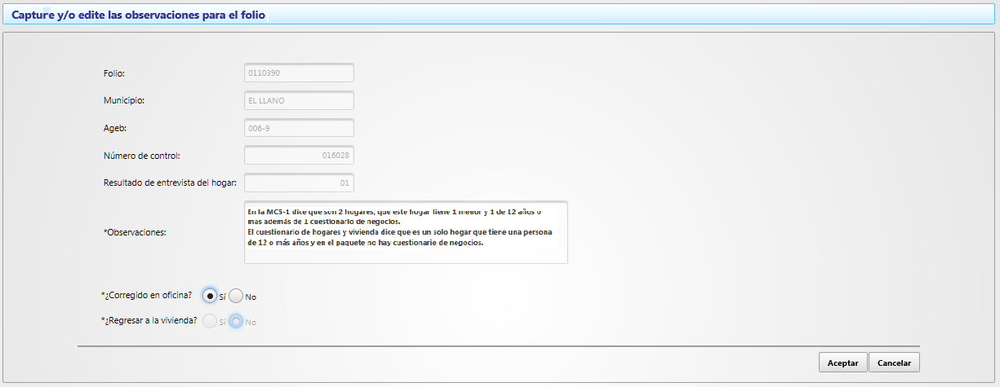 Capture y/o edite las observaciones para el folio
Folio: 0110390
Municipio: EL LLANO
Ageb: 006-9
Número de control: 016028
Resultado de entrevista del hogar: 01
*Observaciones:
En la MCS-1 dice que son 2 hogares, que este hogar tiene 1 menor y 1 de 12 años o
mas además de 1 cuestionario de negocios.
El cuestionario de hogares y vivienda dice que es un solo hogar que tiene una persona
de 12 o más años y en el paquete no hay cuestionario de negocios.
*¿Corregido en oficina? Sí No
*¿Regresar a la vivienda? Sí No
Aceptar Cancelar